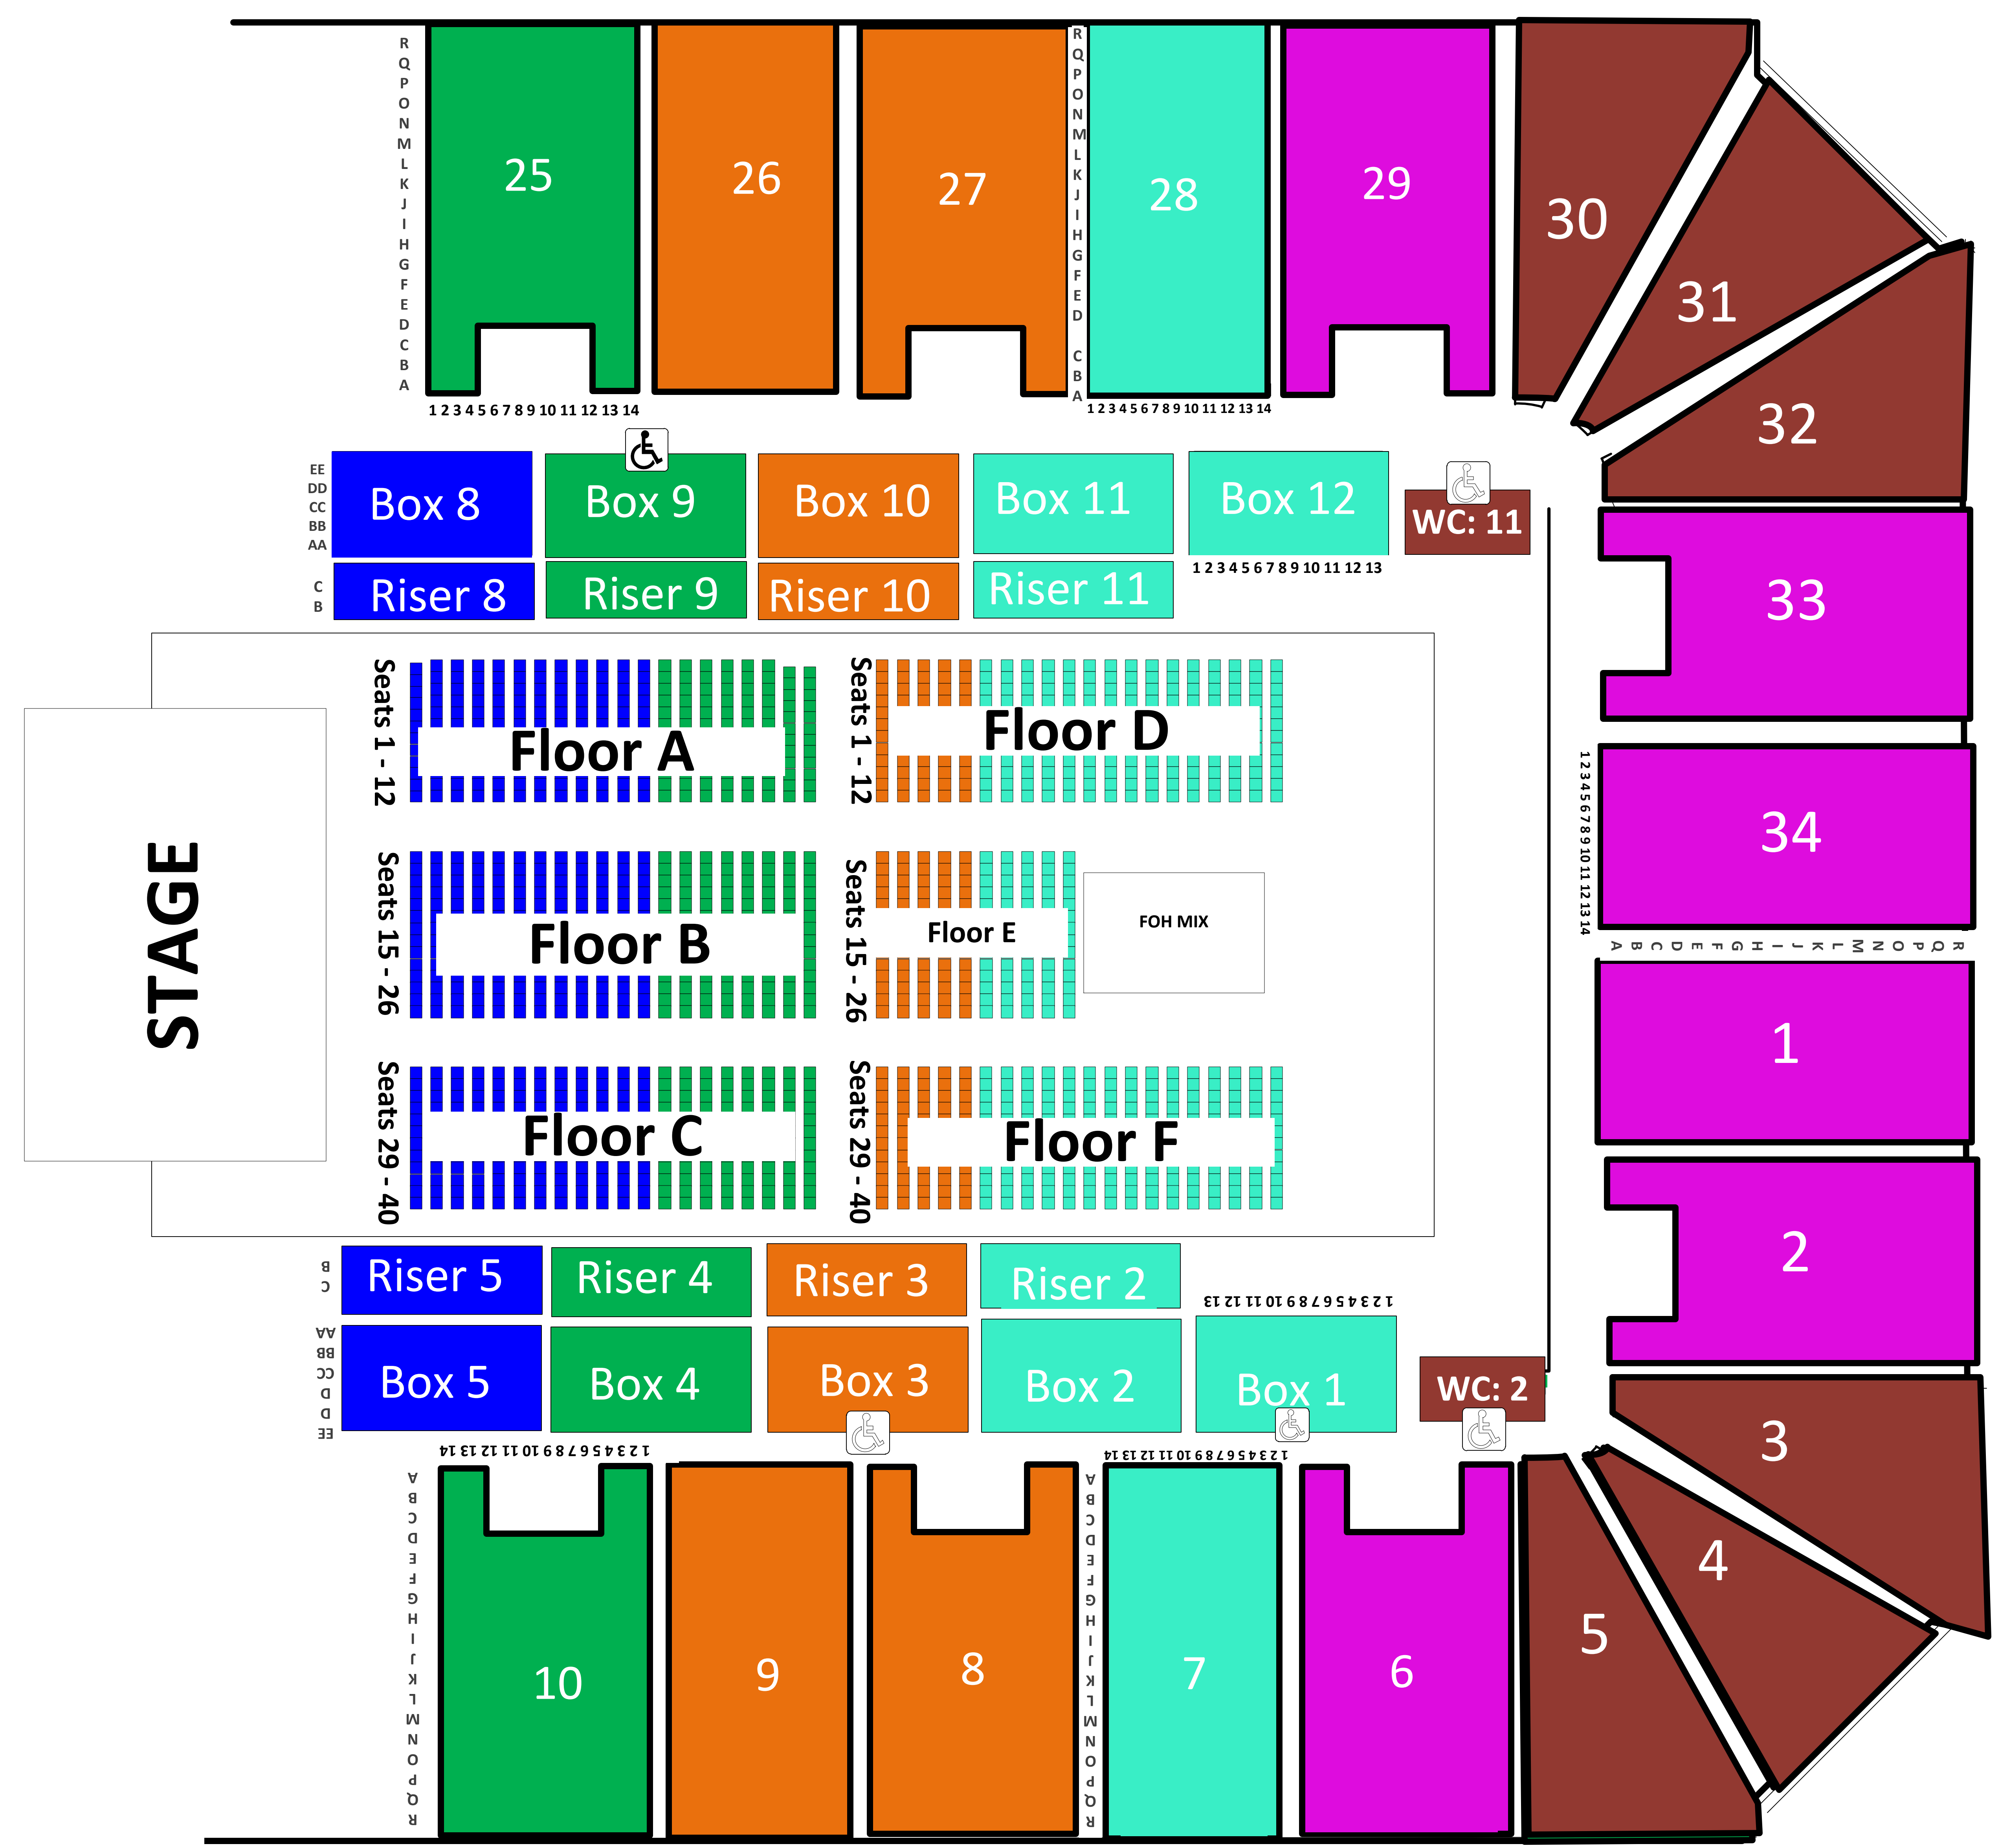 R
Q
P
O
N
M
L
K
J
I
H
G
F
E
D
C
B
A
25
26
27
R
Q
P
O
N
M
L
K
J
I
H
G
F
E
D
C
B
A
28
29
30
31
32
1 2 3 4 5 6 7 8 9 10 11 12 13 14
1 2 3 4 5 6 7 8 9 10 11 12 13 14
EE
DD
CC
BB
AA
Box 8
Box 9
Box 10
Box 11
Box 12
WC: 11
1 2 3 4 5 6 7 8 9 10 11 12 13
C
B
Riser 8
Riser 9
Riser 10
Riser 11
33
STAGE
Seats 1 - 12
Floor A
Seats 1 - 12
Floor D
1 2 3 4 5 6 7 8 9 10 11 12 13 14
34
Seats 15 - 26
Floor B
Seats 15 - 26
Floor E
FOH MIX
A B C D E F G H I J K L M N O P Q R
1
Seats 29 - 40
Floor C
Seats 29 - 40
Floor F
2
B
C
Riser 5
Riser 4
Riser 3
Riser 2
1 2 3 4 5 6 7 8 9 10 11 12 13
AA
BB
CC
D
D
EE
Box 5
Box 4
Box 3
Box 2
Box 1
WC: 2
3
4
5
1 2 3 4 5 6 7 8 9 10 11 12 13 14
1 2 3 4 5 6 7 8 9 10 11 12 13 14
A
B
C
D
E
F
G
H
I
J
K
L
M
N
O
P
Q
R
10
9
8
A
B
C
D
E
F
G
H
I
J
K
L
M
N
O
P
Q
R
7
6